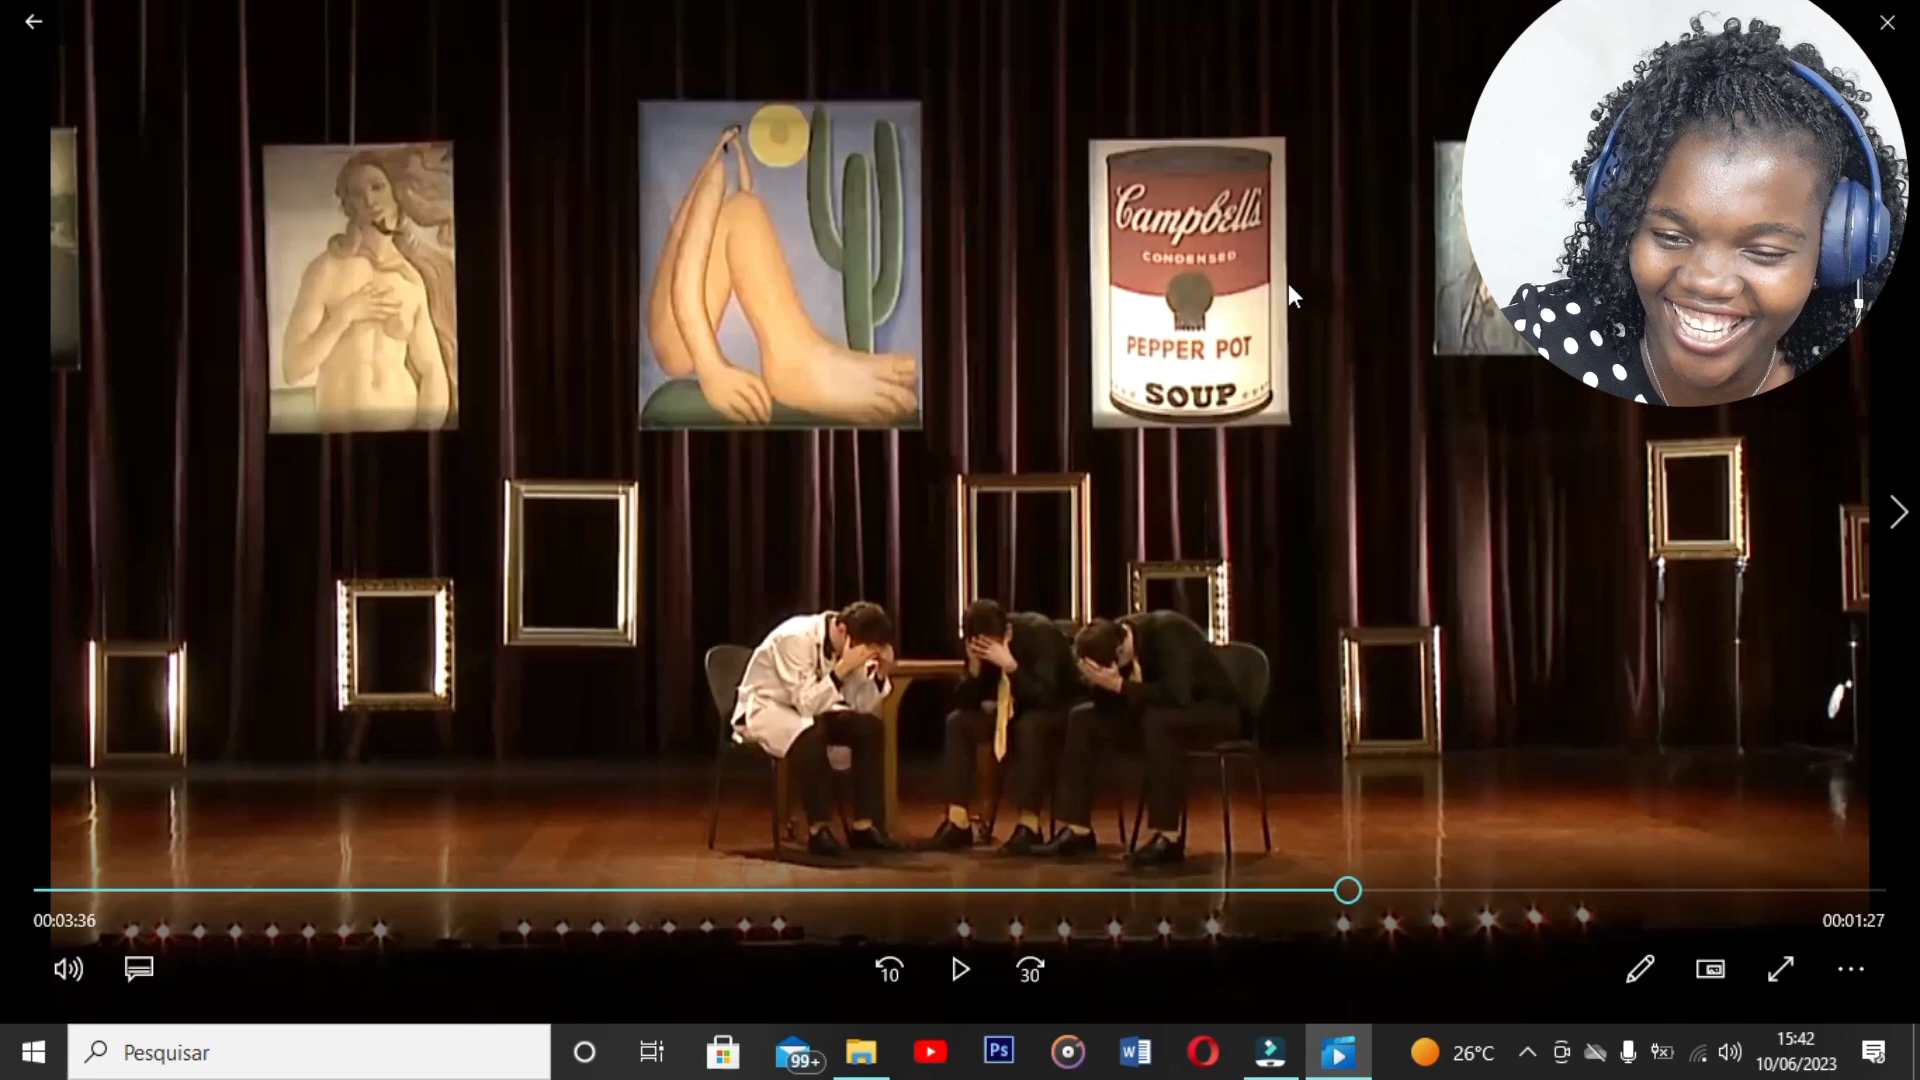 Campbell's
CONDENSED
PEPPER POT
SOUP
00:03:36
00:01:27
10
30
Pesquisar
99+
Ps
W
26°C
15:42
10/06/2023